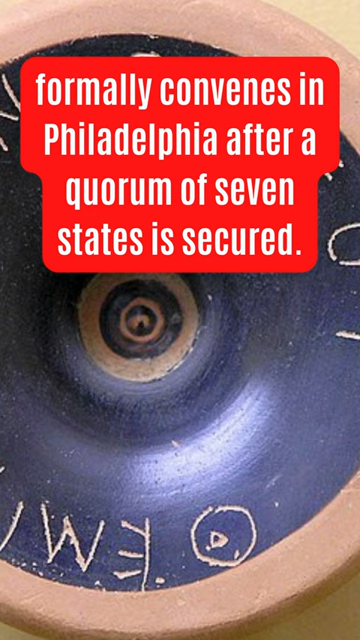 formally convenes in
Philadelphia after a
quorum of seven
states is secured.